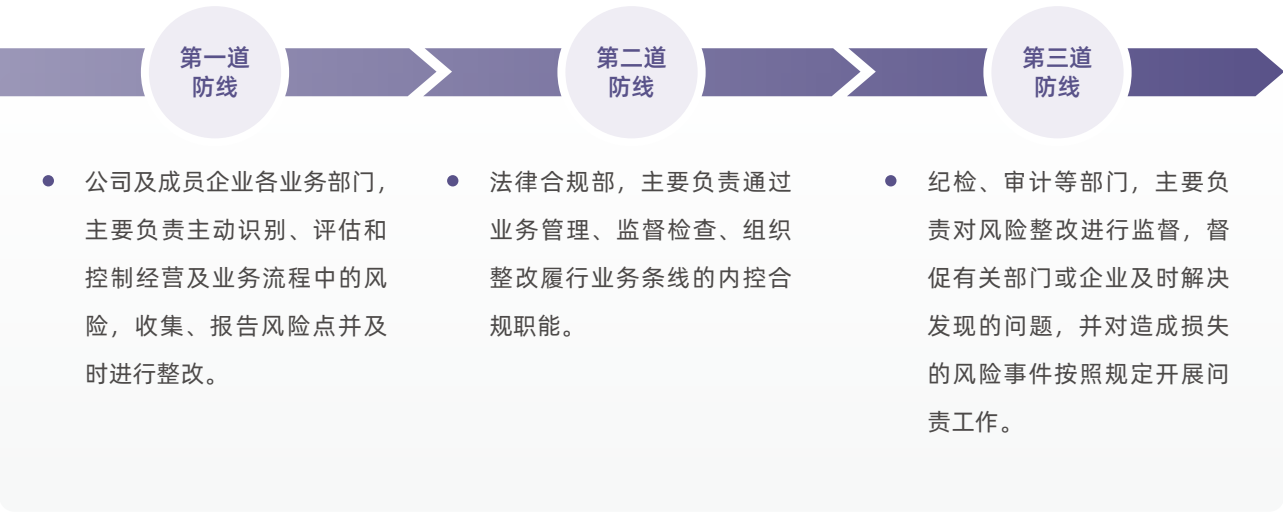 第一道
防线
公司及成员企业各业务部门，
主要负责主动识别、评估和
控制经营及业务流程中的风
险，收集、报告风险点并及
时进行整改。
第二道
防线
法律合规部，主要负责通过
业务管理、监督检查、组织
整改履行业务条线的内控合
规职能。
第三道
防线
纪检、审计等部门，主要负
责对风险整改进行监督，督
促有关部门或企业及时解决
发现的问题，并对造成损失
的风险事件按照规定开展问
责工作。